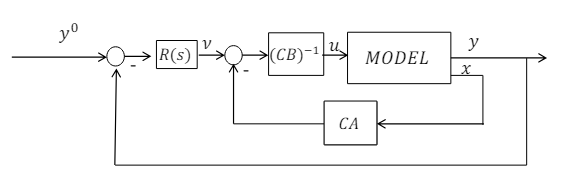 y⁰
R(s)
ν
(CB)⁻¹
u
MODEL
y
x
-
-
CA